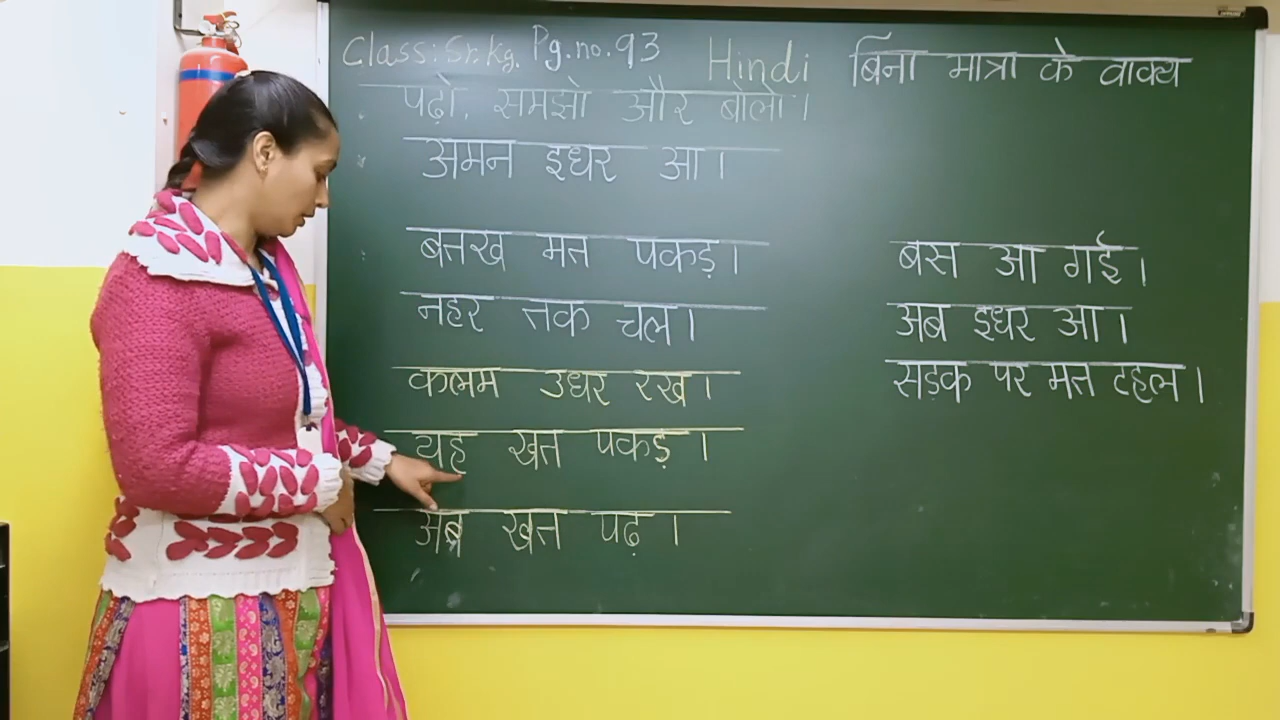 Class: Sr.kg. Pg.no.93 Hindi बिना मात्रा के वाक्य
पढ़ो, समझो और बोलो।
अमन इधर आ।
बतख मत पकड़।
नहर तक चल।
कलम उधर रख।
यह खत पकड़।
अब खत पढ़।
बस आ गई।
अब इधर आ।
सड़क पर मत टहल।